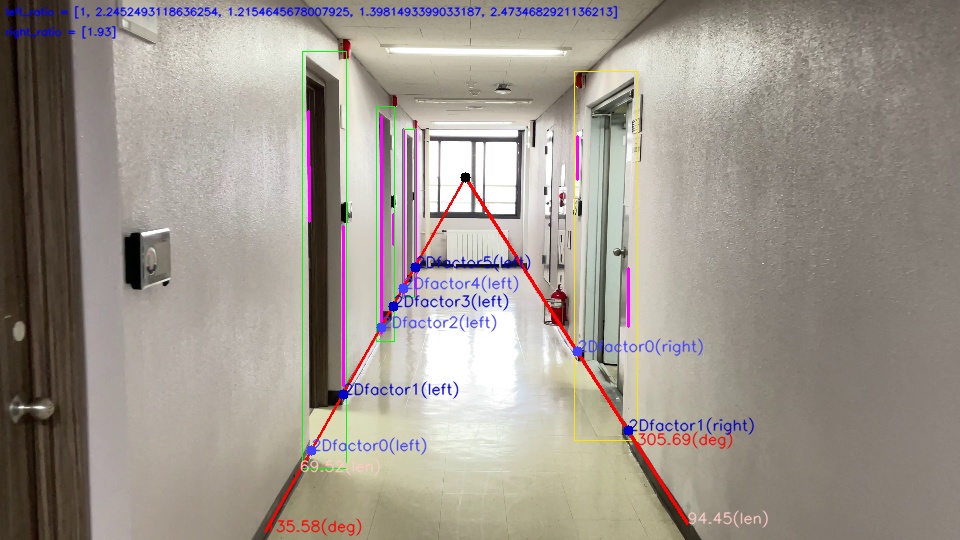 left_ratio = [1, 2.2452493118636254, 1.2154645678007925, 1.3981493399033187, 2.4734682921136213]
right_ratio = [1.93]
2Dfactor5(left)
2Dfactor4(left)
2Dfactor3(left)
2Dfactor2(left)
2Dfactor0(right)
2Dfactor1(left)
2Dfactor1(right)
305.69(deg)
2Dfactor0(left)
69.52(len)
94.45(len)
35.58(deg)